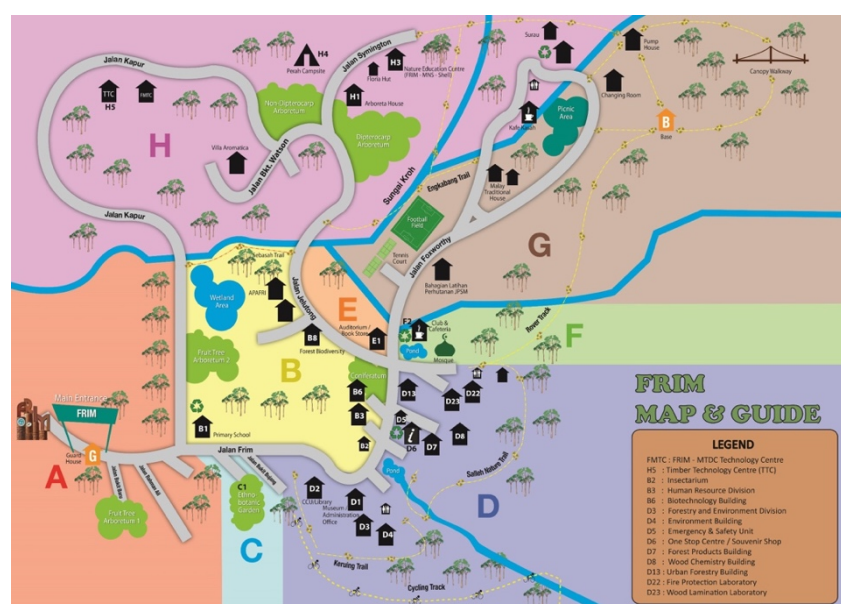 Jalan Kapur
TTC
H5
FMTC
H
Perah Campsite
H4
Jalan Symington
Floria Hut
H3
Nature Education Centre
(FRIM - MNS - Shell)
H1
Arboreta House
Non-Dipterocarp
Arboretum
Dipterocarp
Arboretum
Villa Aromatica
Jalan Bkt. Watson
Jalan Kapur
Sungai Kroh
Surau
Pump
House
Canopy Walkway
Changing Room
Picnic
Area
B
Base
Engkabang Trail
Malay
Traditional
House
G
Football
Field
Tennis
Court
Jalan Foxworthy
Bahagian Latihan
Perhutanan JPSM
Rover Track
F
Wetland
Area
APAFRI
Jalan Jelutong
E
Auditorium /
Book Store
E1
E2
Club &
Cafeteria
Pond
Mosque
B8
Forest Biodiversity
Fruit Tree
Arboretum 2
B
Coniferatum
B6
B3
B2
B1
Primary School
D13
D23
D22
D5
i
D6
D7
D8
Salleh Nature Trail
D
Pond
Main Entrance
FRIM
Guard
House
G
A
Jalan Frim
Fruit Tree
Arboretum 1
C1
Ethno
botanic
Garden
C
D2
Museum /
Administration
Office
D1
D3
D4
Keruing Trail
Cycling Track
FRIM
MAP & GUIDE
LEGEND
FMTC : FRIM - MTDC Technology Centre
H5 : Timber Technology Centre (TTC)
B2 : Insectarium
B3 : Human Resource Division
B6 : Biotechnology Building
D3 : Forestry and Environment Division
D4 : Environment Building
D5 : Emergency & Safety Unit
D6 : One Stop Centre / Souvenir Shop
D7 : Forest Products Building
D8 : Wood Chemistry Building
D13 : Urban Forestry Building
D22 : Fire Protection Laboratory
D23 : Wood Lamination Laboratory